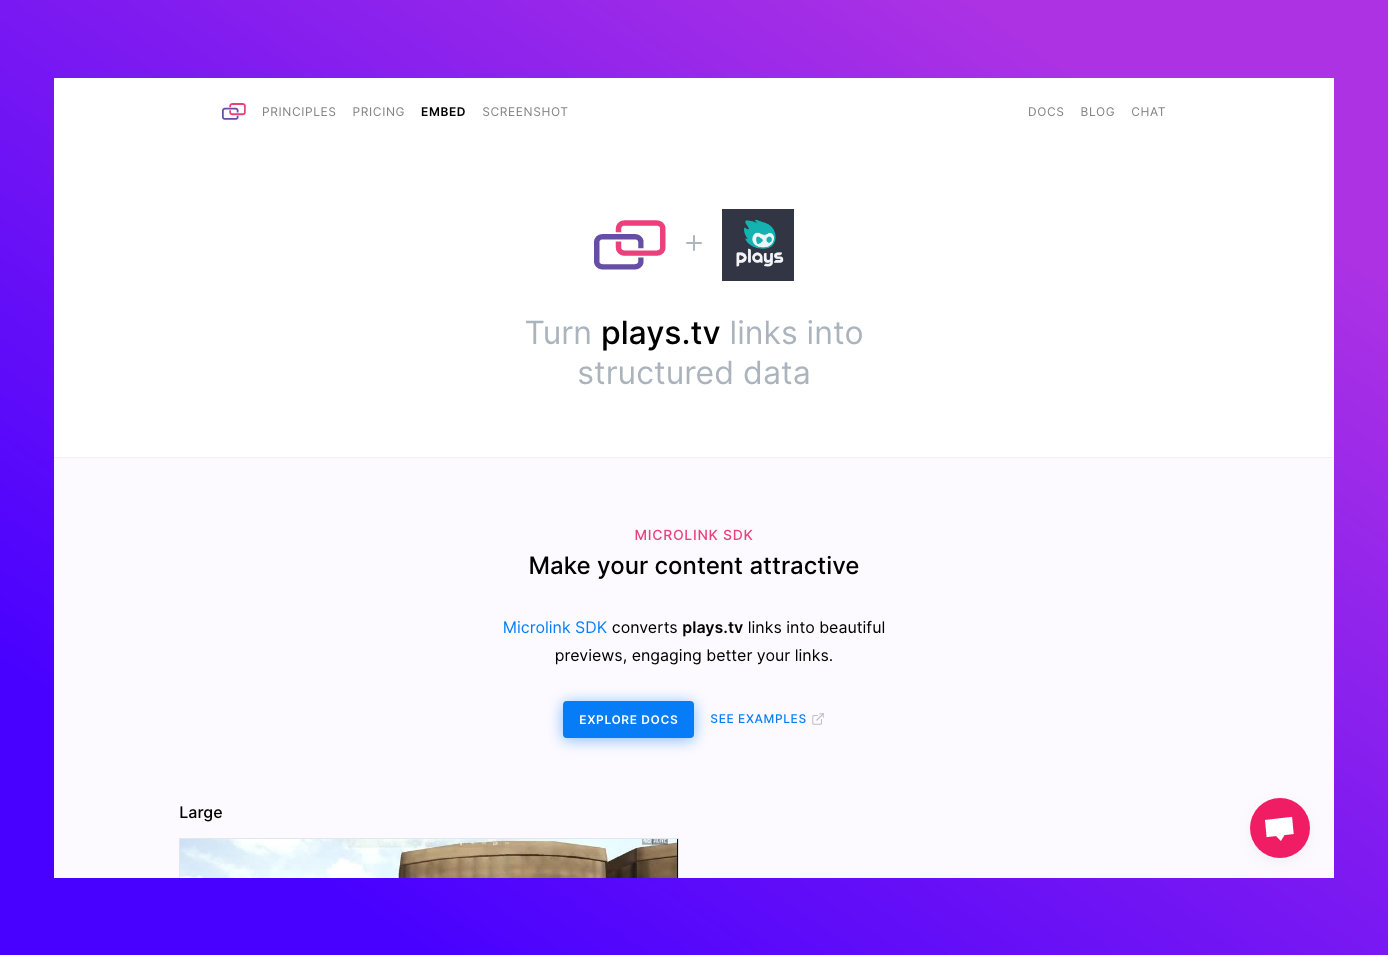 PRINCIPLES PRICING EMBED SCREENSHOT DOCS BLOG CHAT
plays
Turn plays.tv links into
structured data
MICROLINK SDK
Make your content attractive
Microlink SDK converts plays.tv links into beautiful
previews, engaging better your links.
EXPLORE DOCS SEE EXAMPLES
Large